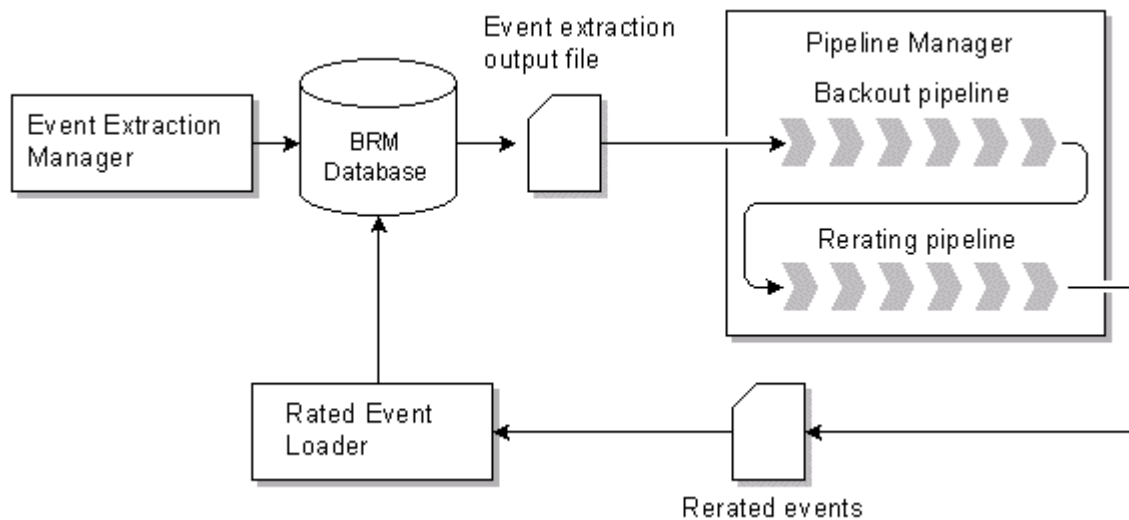 Event extraction
output file
Pipeline Manager
Backout pipeline
Event Extraction
Manager
BRM
Database
Rerating pipeline
Rated Event
Loader
Rerated events